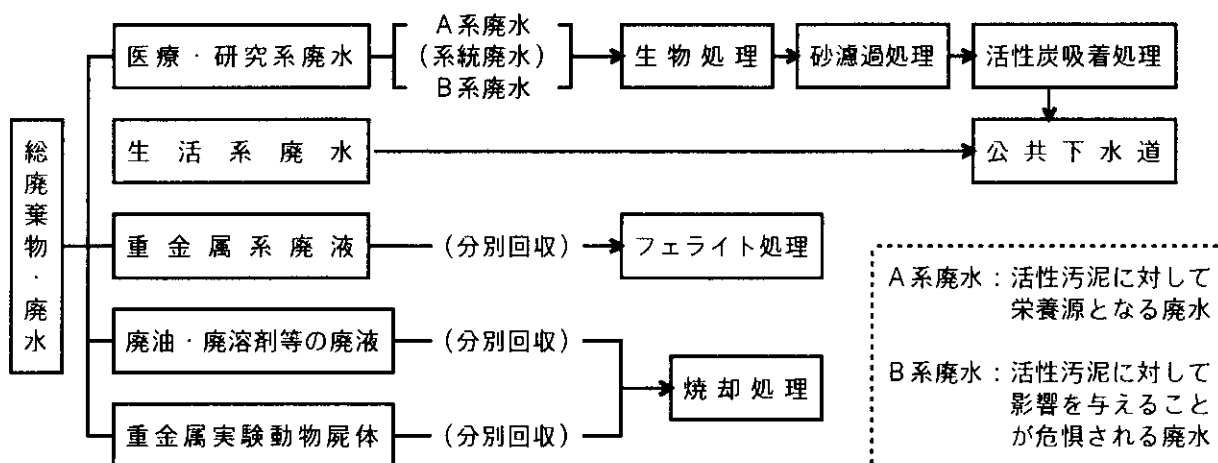 総廃棄物・廃水
医療・研究系廃水
A系廃水
(系統廃水)
B系廃水
生物処理
砂濾過処理
活性炭吸着処理
生活系廃水
公共下水道
重金属系廃液
(分別回収)
フェライト処理
廃油・廃溶剤等の廃液
(分別回収)
焼却処理
重金属実験動物屍体
(分別回収)
A系廃水:活性汚泥に対して
栄養源となる廃水
B系廃水:活性汚泥に対して
影響を与えること
が危惧される廃水